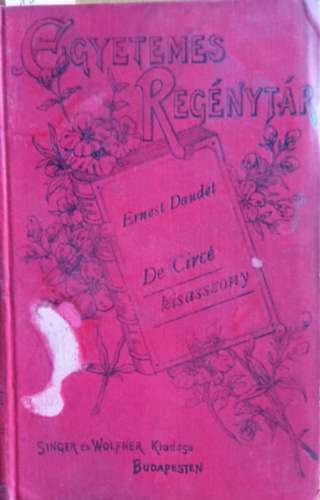 EGYETEMES
REGÉNYTÁR
Ernest Daudet
De Circé
kisasszony
SINGER és WOLFNER Kiadása
BUDAPESTEN